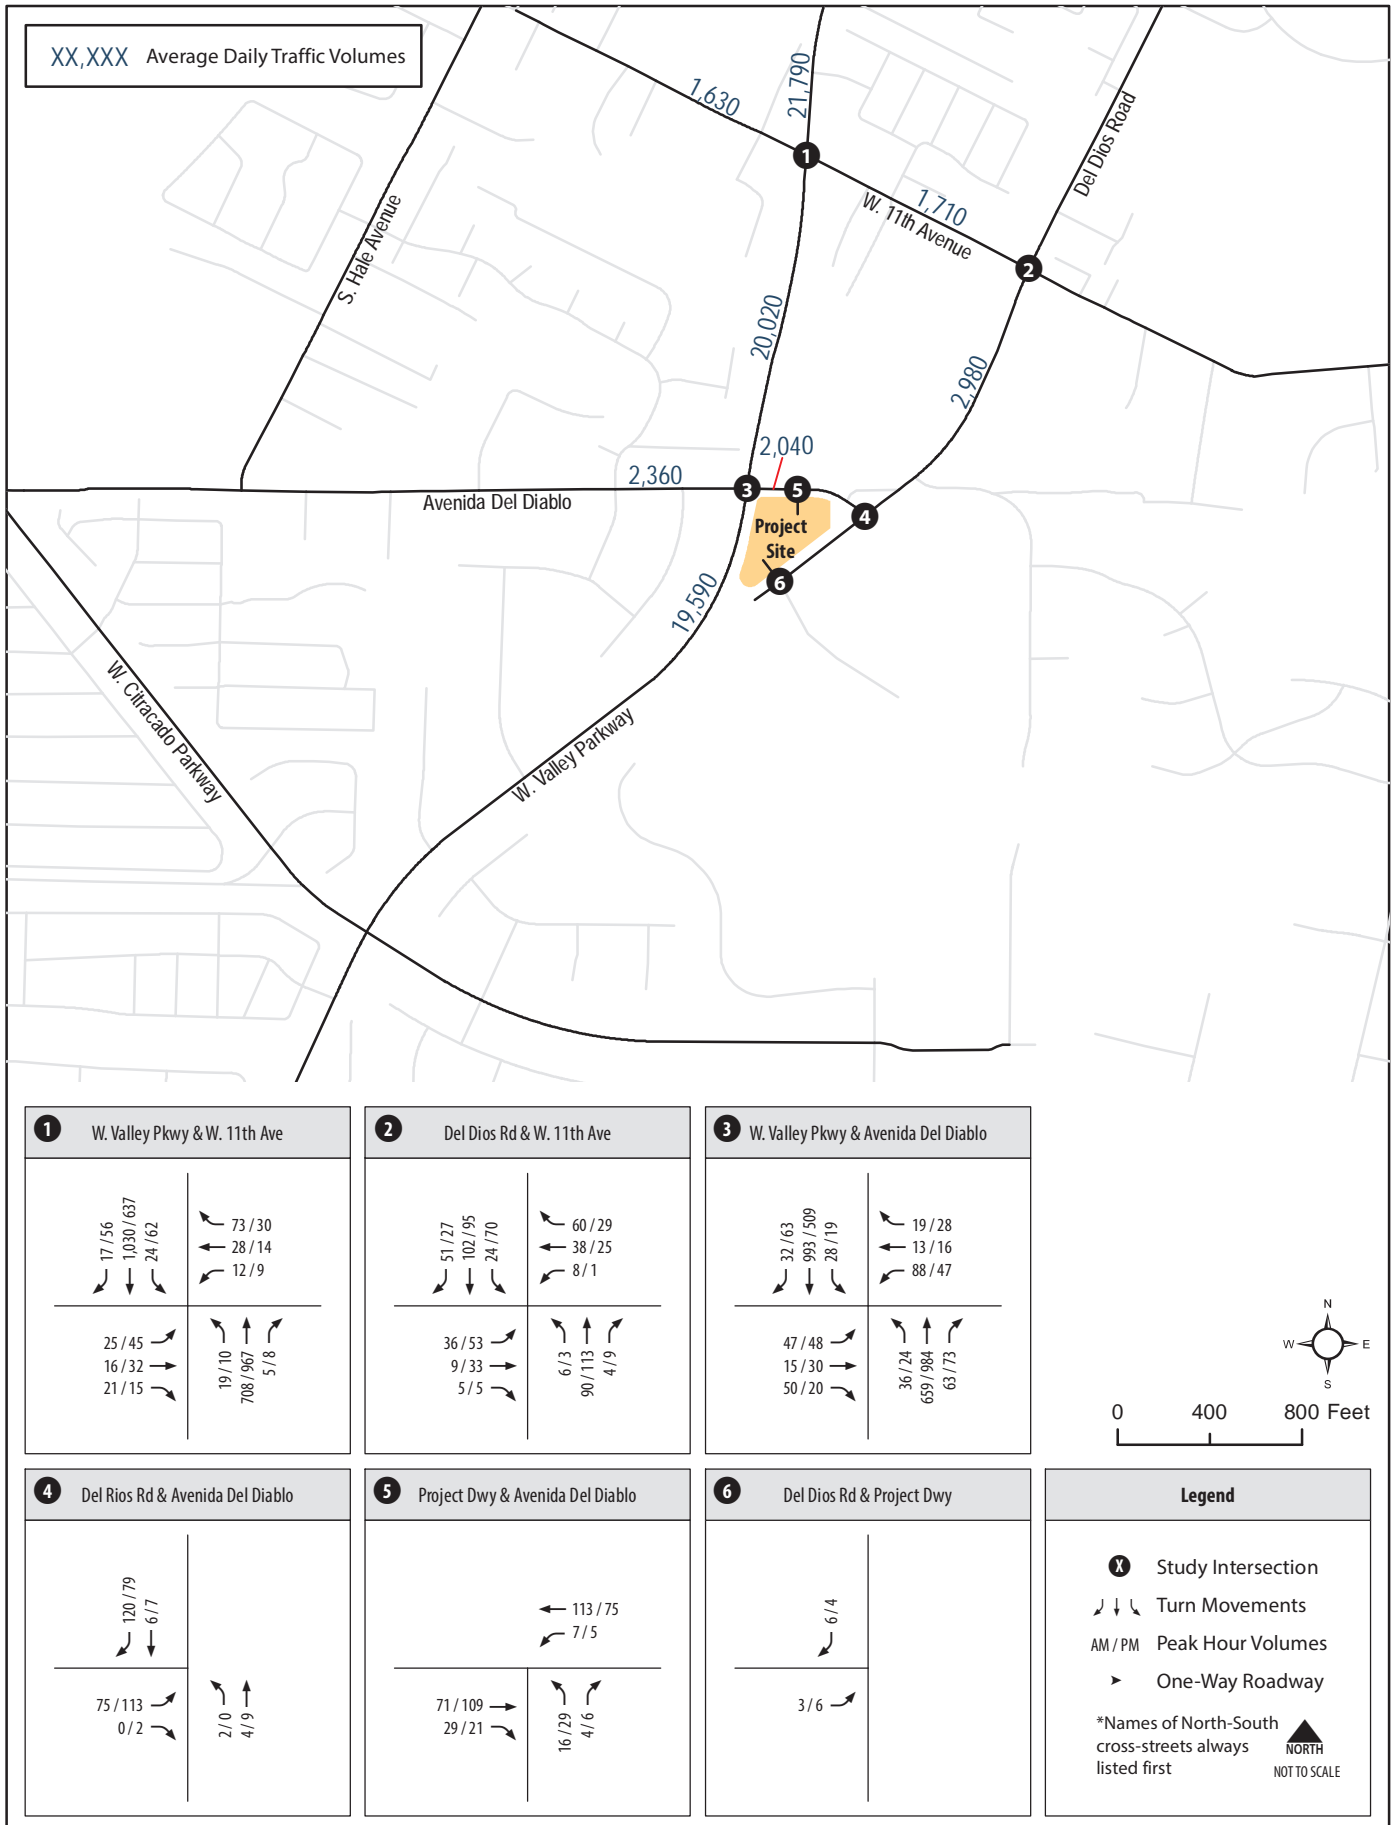 XX,XXX Average Daily Traffic Volumes
1,630
21,790
Del Dios Road
1
1,710
W. 11th Avenue
S. Hale Avenue
2
20,020
2,980
2,040
2,360
3
5
Avenida Del Diablo
4
Project
Site
6
19,590
W. Citracado Parkway
W. Valley Parkway
1 W. Valley Pkwy & W. 11th Ave
17 / 56
1,030 / 637
24 / 62
73 / 30
28 / 14
12 / 9
25 / 45
16 / 32
21 / 15
19 / 10
708 / 967
5 / 8
2 Del Dios Rd & W. 11th Ave
51 / 27
102 / 95
24 / 70
60 / 29
38 / 25
8 / 1
36 / 53
9 / 33
5 / 5
6 / 3
90 / 113
4 / 9
3 W. Valley Pkwy & Avenida Del Diablo
32 / 63
993 / 509
28 / 19
19 / 28
13 / 16
88 / 47
47 / 48
15 / 30
50 / 20
36 / 24
659 / 984
63 / 73
N
W E
S
0 400 800 Feet
4 Del Rios Rd & Avenida Del Diablo
120 / 79
6 / 7
75 / 113
0 / 2
2 / 0
4 / 9
5 Project Dwy & Avenida Del Diablo
113 / 75
7 / 5
71 / 109
29 / 21
16 / 29
4 / 6
6 Del Dios Rd & Project Dwy
6 / 4
3 / 6
Legend
X Study Intersection
Turn Movements
AM / PM Peak Hour Volumes
One-Way Roadway
*Names of North-South
cross-streets always
listed first
NORTH
NOT TO SCALE